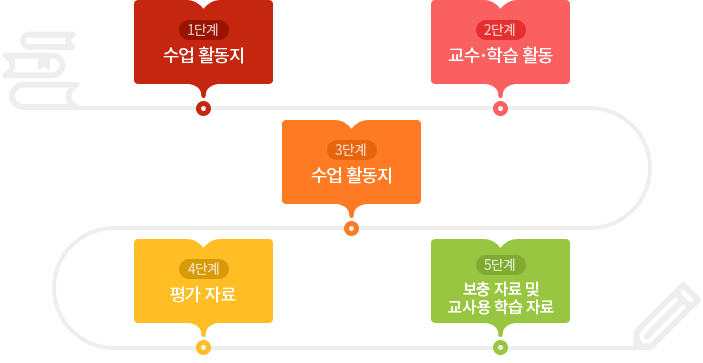 1단계
수업 활동지
2단계
교수·학습 활동
3단계
수업 활동지
4단계
평가 자료
5단계
보충 자료 및
교사용 학습 자료